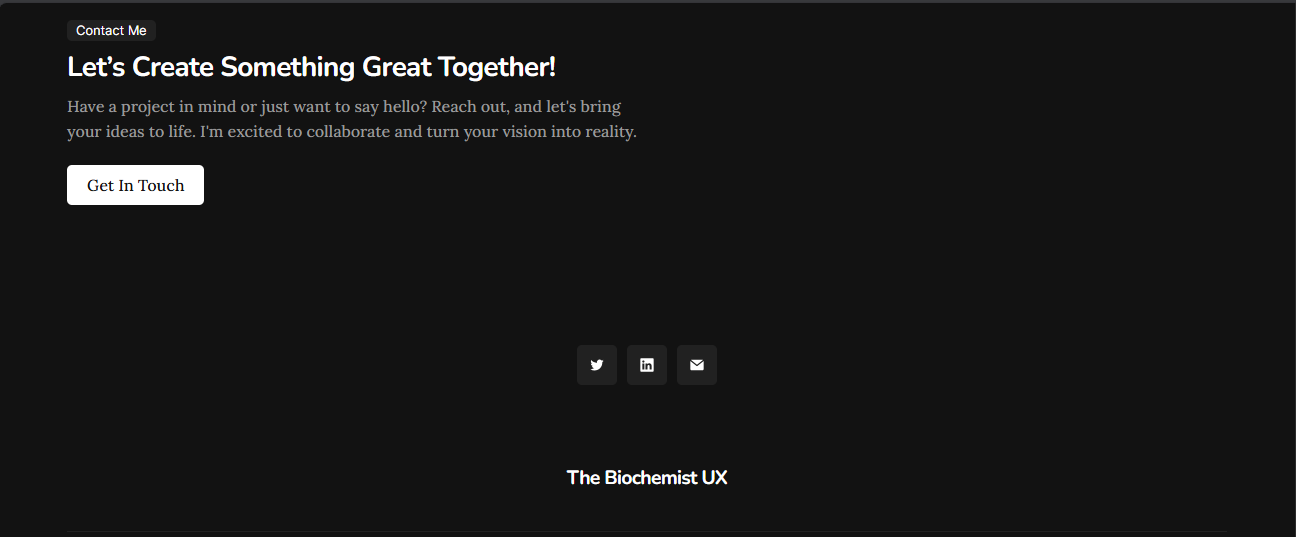 Contact Me
Let’s Create Something Great Together!
Have a project in mind or just want to say hello? Reach out, and let's bring
your ideas to life. I'm excited to collaborate and turn your vision into reality.
Get In Touch
in
The Biochemist UX